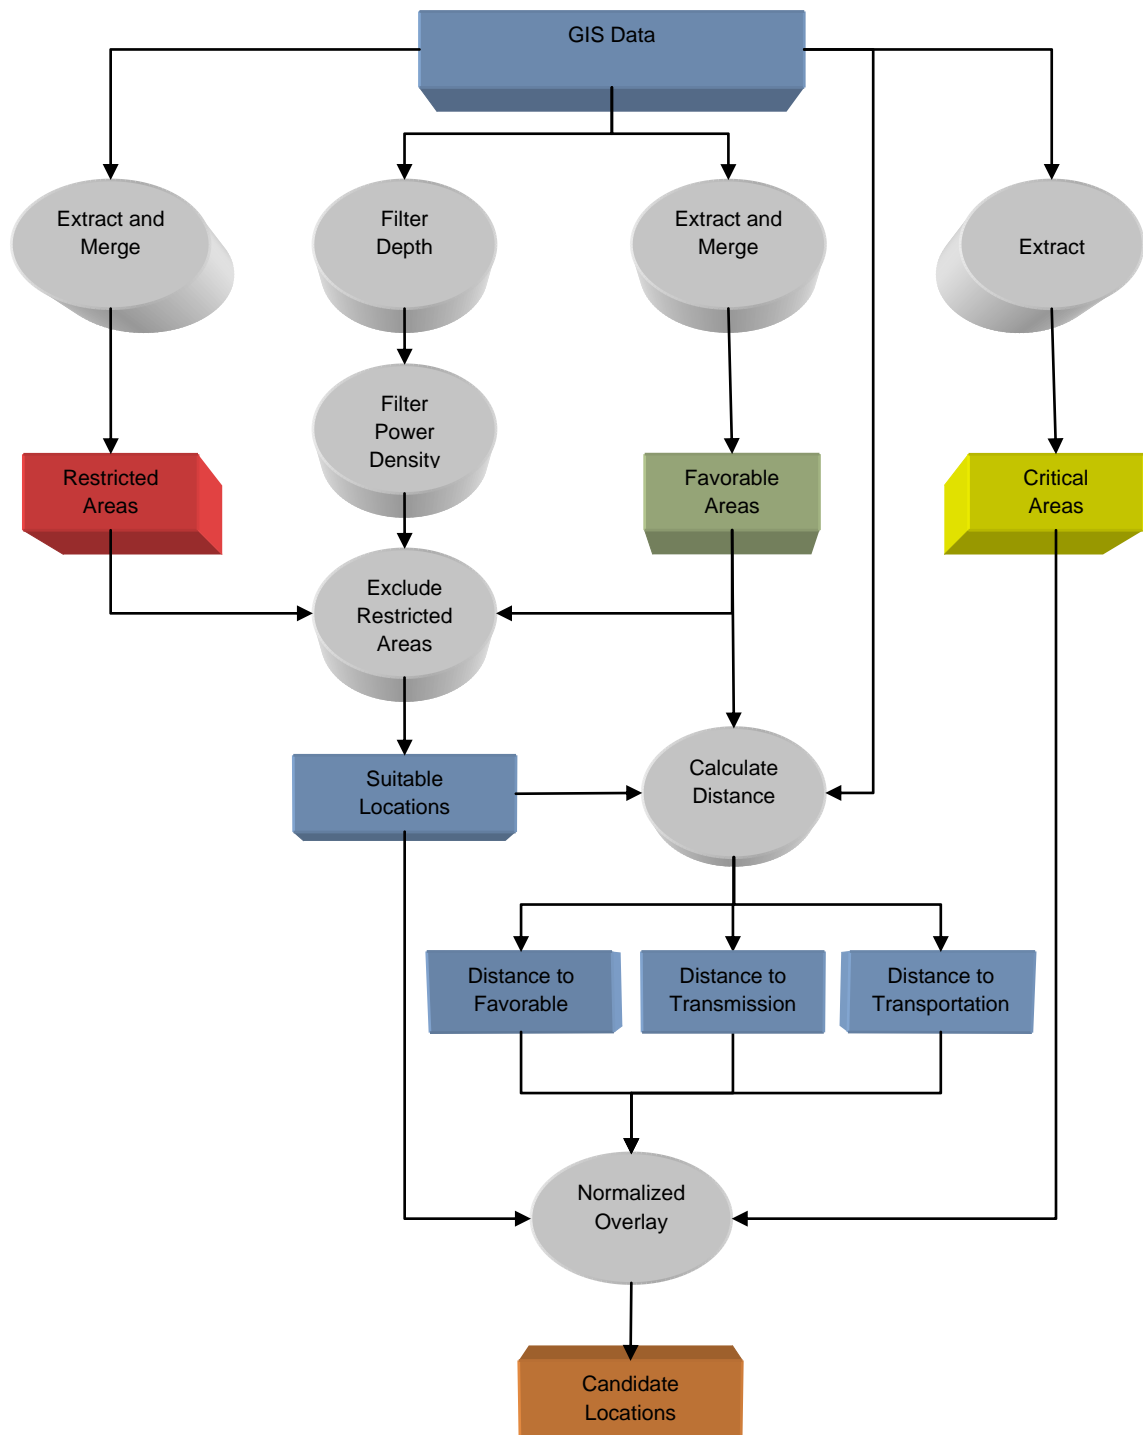 GIS Data
Extract and
Merge
Filter
Depth
Extract and
Merge
Extract
Filter
Power
Density
Restricted
Areas
Favorable
Areas
Critical
Areas
Exclude
Restricted
Areas
Suitable
Locations
Calculate
Distance
Distance to
Favorable
Distance to
Transmission
Distance to
Transportation
Normalized
Overlay
Candidate
Locations